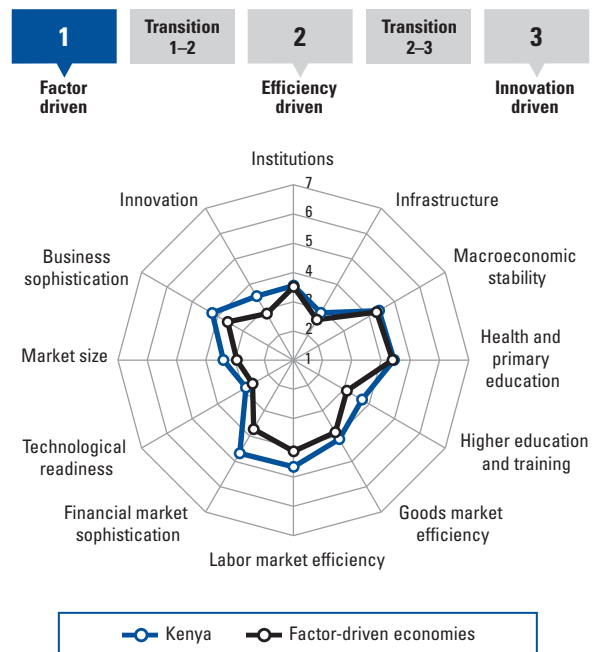 1
Transition
1–2
2
Transition
2–3
3
Factor
driven
Efficiency
driven
Innovation
driven
Institutions
Infrastructure
Macroeconomic
stability
Health and
primary
education
Higher education
and training
Goods market
efficiency
Labor market efficiency
Financial market
sophistication
Technological
readiness
Market size
Business
sophistication
Innovation
7
6
5
4
3
2
1
Kenya
Factor-driven economies